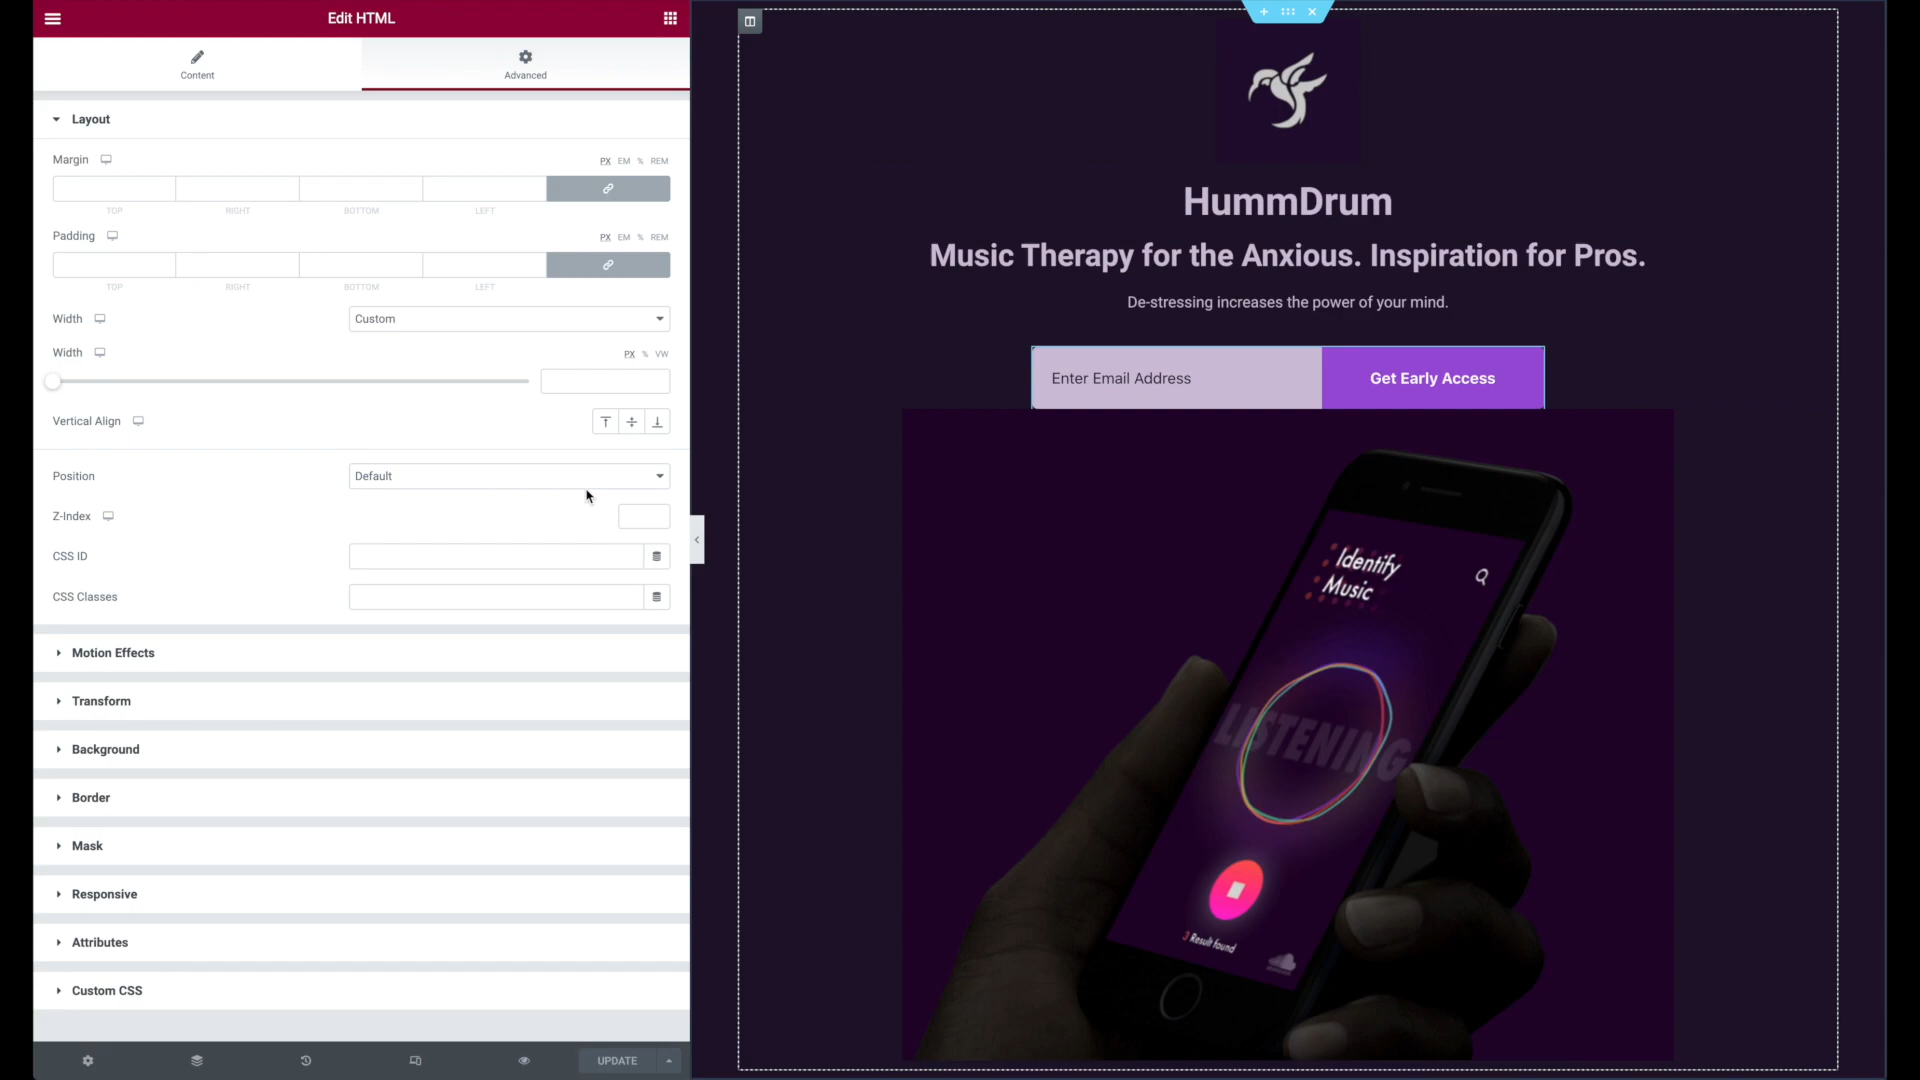 Edit HTML
Content
Advanced
Layout
Margin
PX EM % REM
TOP RIGHT BOTTOM LEFT
Padding
PX EM % REM
TOP RIGHT BOTTOM LEFT
Width
Custom
Width
PX % VW
Vertical Align
Position
Default
Z-Index
CSS ID
CSS Classes
Motion Effects
Transform
Background
Border
Mask
Responsive
Attributes
Custom CSS
UPDATE
HummDrum
Music Therapy for the Anxious. Inspiration for Pros.
De-stressing increases the power of your mind.
Enter Email Address
Get Early Access
Identify
Music
LISTENING
3 Result found